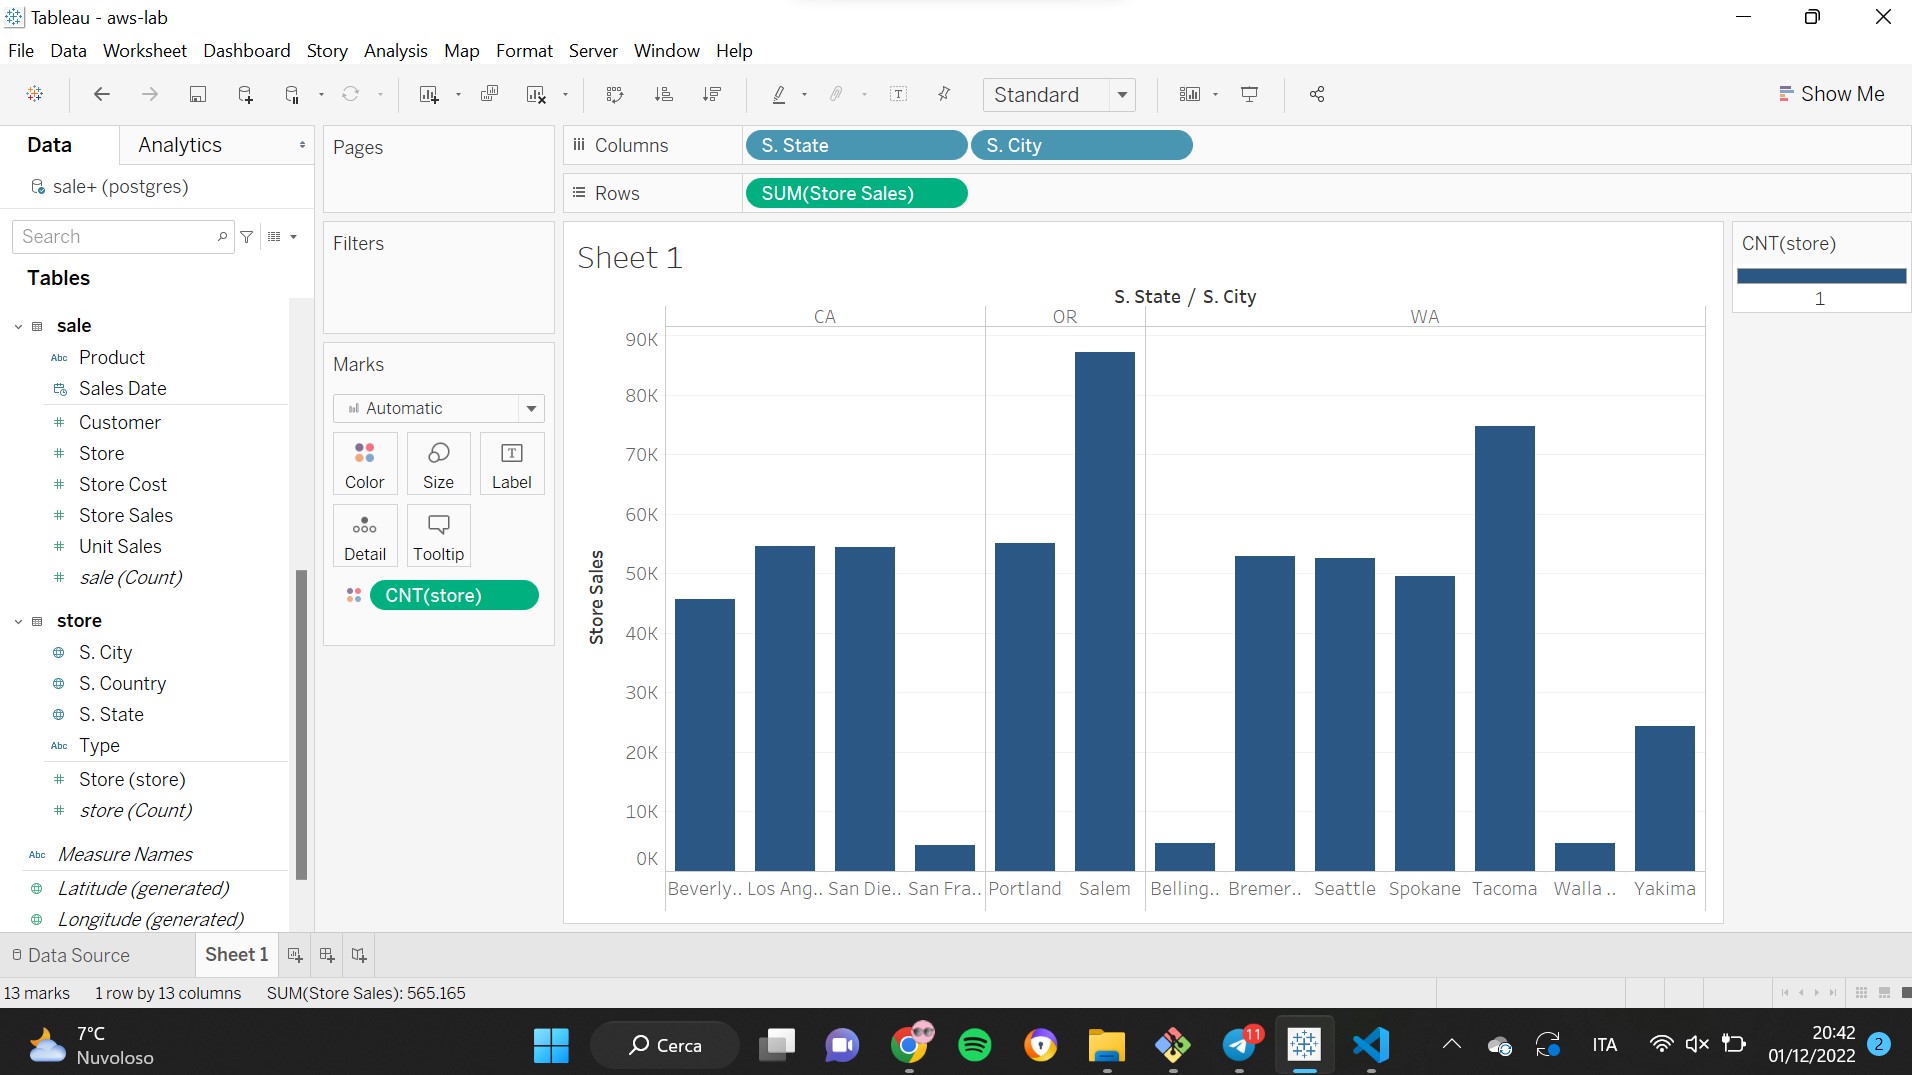 Tableau - aws-lab
File Data Worksheet Dashboard Story Analysis Map Format Server Window Help
Standard
Show Me
Data Analytics
sale+ (postgres)
Search
Tables
sale
Abc Product
Sales Date
# Customer
# Store
# Store Cost
# Store Sales
# Unit Sales
# sale (Count)
store
S. City
S. Country
S. State
Abc Type
# Store (store)
# store (Count)
Abc Measure Names
Latitude (generated)
Longitude (generated)
Pages
Filters
Marks
Automatic
Color Size Label
Detail Tooltip
CNT(store)
Columns S. State S. City
Rows SUM(Store Sales)
Sheet 1
S. State / S. City
CA OR WA
Store Sales
90K
80K
70K
60K
50K
40K
30K
20K
10K
0K
Beverly.. Los Ang.. San Die.. San Fra.. Portland Salem Belling.. Bremer.. Seattle Spokane Tacoma Walla .. Yakima
CNT(store)
1
Data Source Sheet 1
13 marks 1 row by 13 columns SUM(Store Sales): 565.165
7°C
Nuvoloso
Cerca
11
ITA
20:42
01/12/2022
2